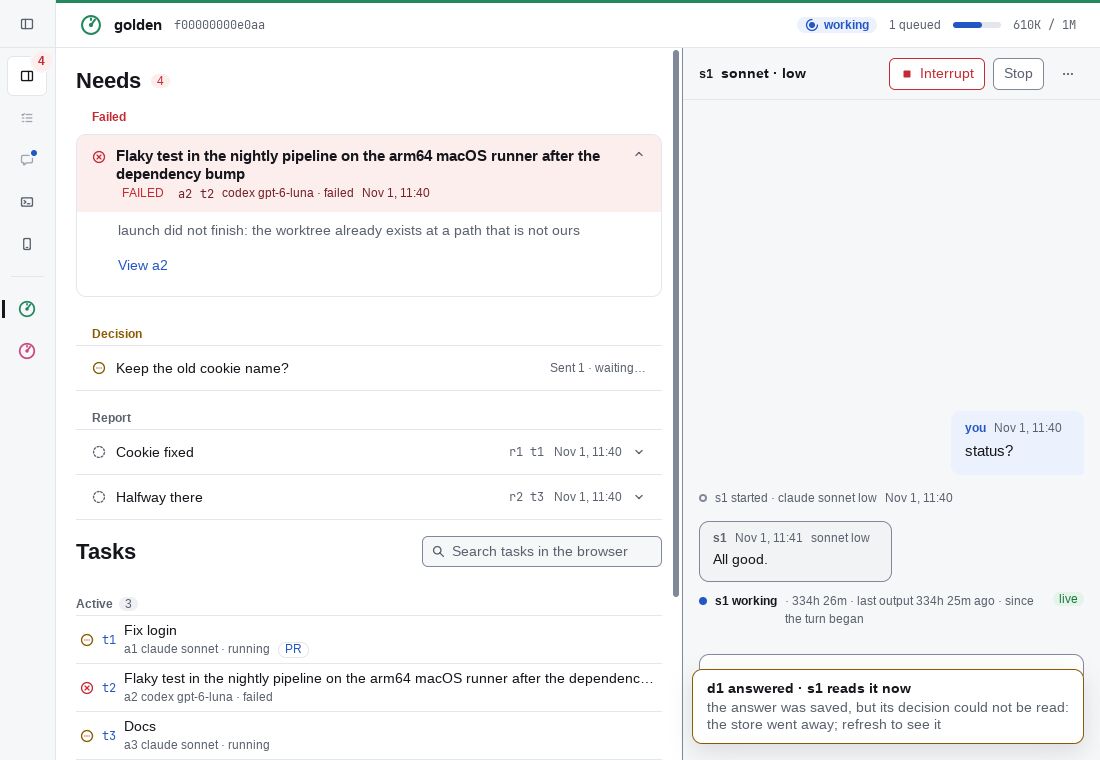 golden f00000000e0aa
working 1 queued 610K / 1M
4
Needs 4
Failed
Flaky test in the nightly pipeline on the arm64 macOS runner after the
dependency bump
FAILED a2 t2 codex gpt-6-luna · failed Nov 1, 11:40
launch did not finish: the worktree already exists at a path that is not ours
View a2
Decision
Keep the old cookie name? Sent 1 · waiting…
Report
Cookie fixed r1 t1 Nov 1, 11:40
Halfway there r2 t3 Nov 1, 11:40
Tasks
Search tasks in the browser
Active 3
t1 Fix login
a1 claude sonnet · running PR
t2 Flaky test in the nightly pipeline on the arm64 macOS runner after the dependenc…
a2 codex gpt-6-luna · failed
t3 Docs
a3 claude sonnet · running
s1 sonnet · low
Interrupt
Stop
you Nov 1, 11:40
status?
s1 started · claude sonnet low Nov 1, 11:40
s1 Nov 1, 11:41 sonnet low
All good.
s1 working · 334h 26m · last output 334h 25m ago · since
the turn began
live
d1 answered · s1 reads it now
the answer was saved, but its decision could not be read:
the store went away; refresh to see it